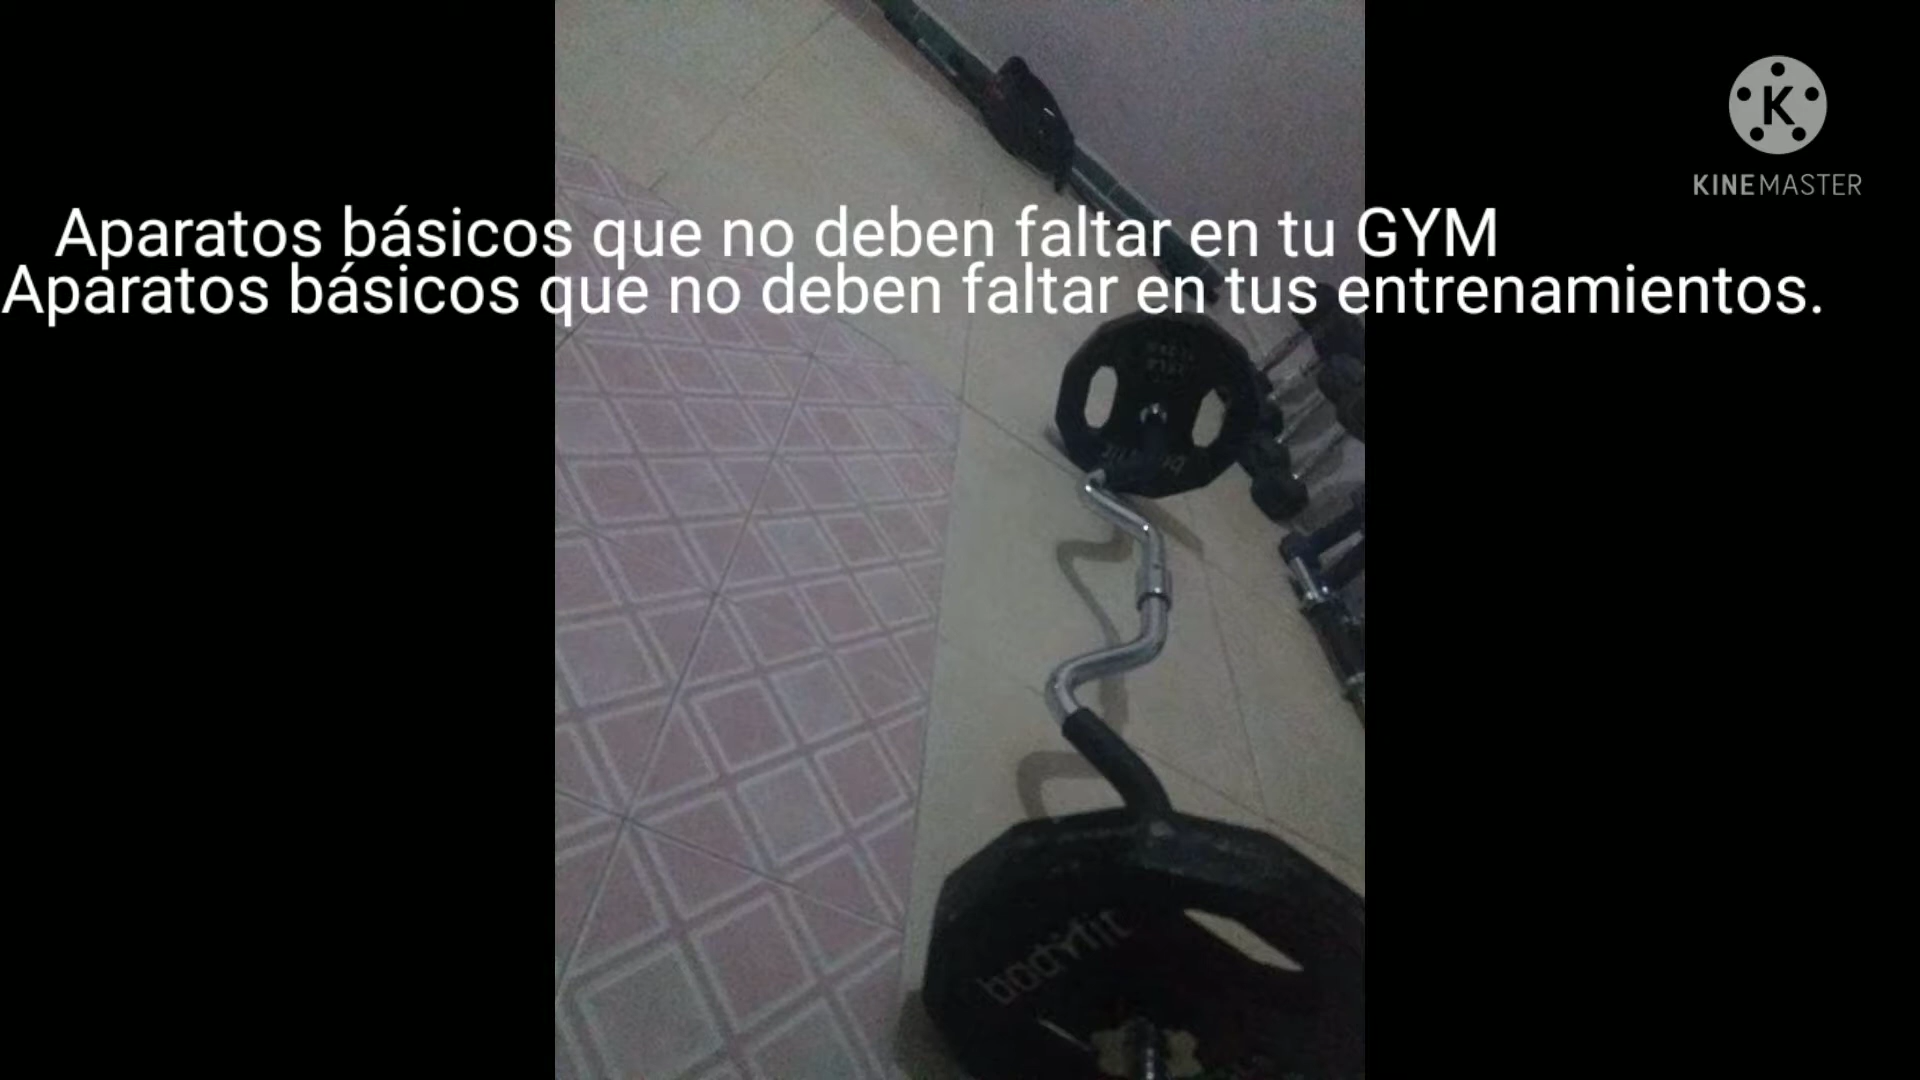 KINEMASTER
Aparatos básicos que no deben faltar en tu GYM
Aparatos básicos que no deben faltar en tus entrenamientos.
bodyfit